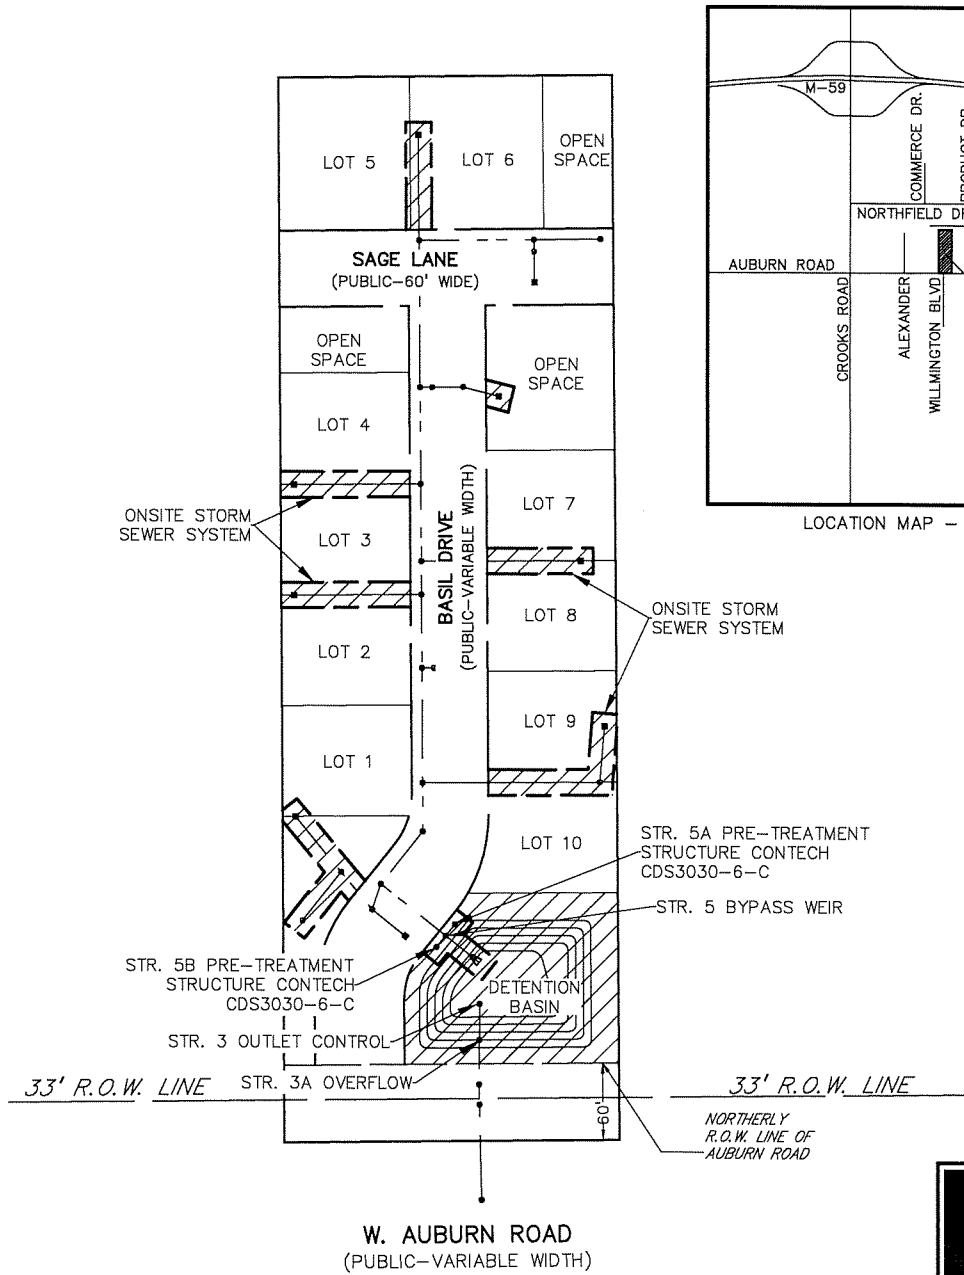 M-59
COMMERCE DR.
NORTHFIELD
AUBURN ROAD
CROOKS ROAD
ALEXANDER
WILLMINGTON BLVD
LOCATION MAP -
LOT 5
LOT 6
OPEN
SPACE
SAGE LANE
(PUBLIC-60' WIDE)
OPEN
SPACE
OPEN
SPACE
LOT 4
ONSITE STORM
SEWER SYSTEM
LOT 3
BASIL DRIVE
(PUBLIC-VARIABLE WIDTH)
LOT 7
LOT 8
ONSITE STORM
SEWER SYSTEM
LOT 2
LOT 9
LOT 1
LOT 10
STR. 5A PRE-TREATMENT
STRUCTURE CONTECH
CDS3030-6-C
STR. 5 BYPASS WEIR
STR. 5B PRE-TREATMENT
STRUCTURE CONTECH
CDS3030-6-C
DETENTION
BASIN
STR. 3 OUTLET CONTROL
STR. 3A OVERFLOW
33' R.O.W. LINE
33' R.O.W. LINE
60'
NORTHERLY
R.O.W. LINE OF
AUBURN ROAD
W. AUBURN ROAD
(PUBLIC-VARIABLE WIDTH)